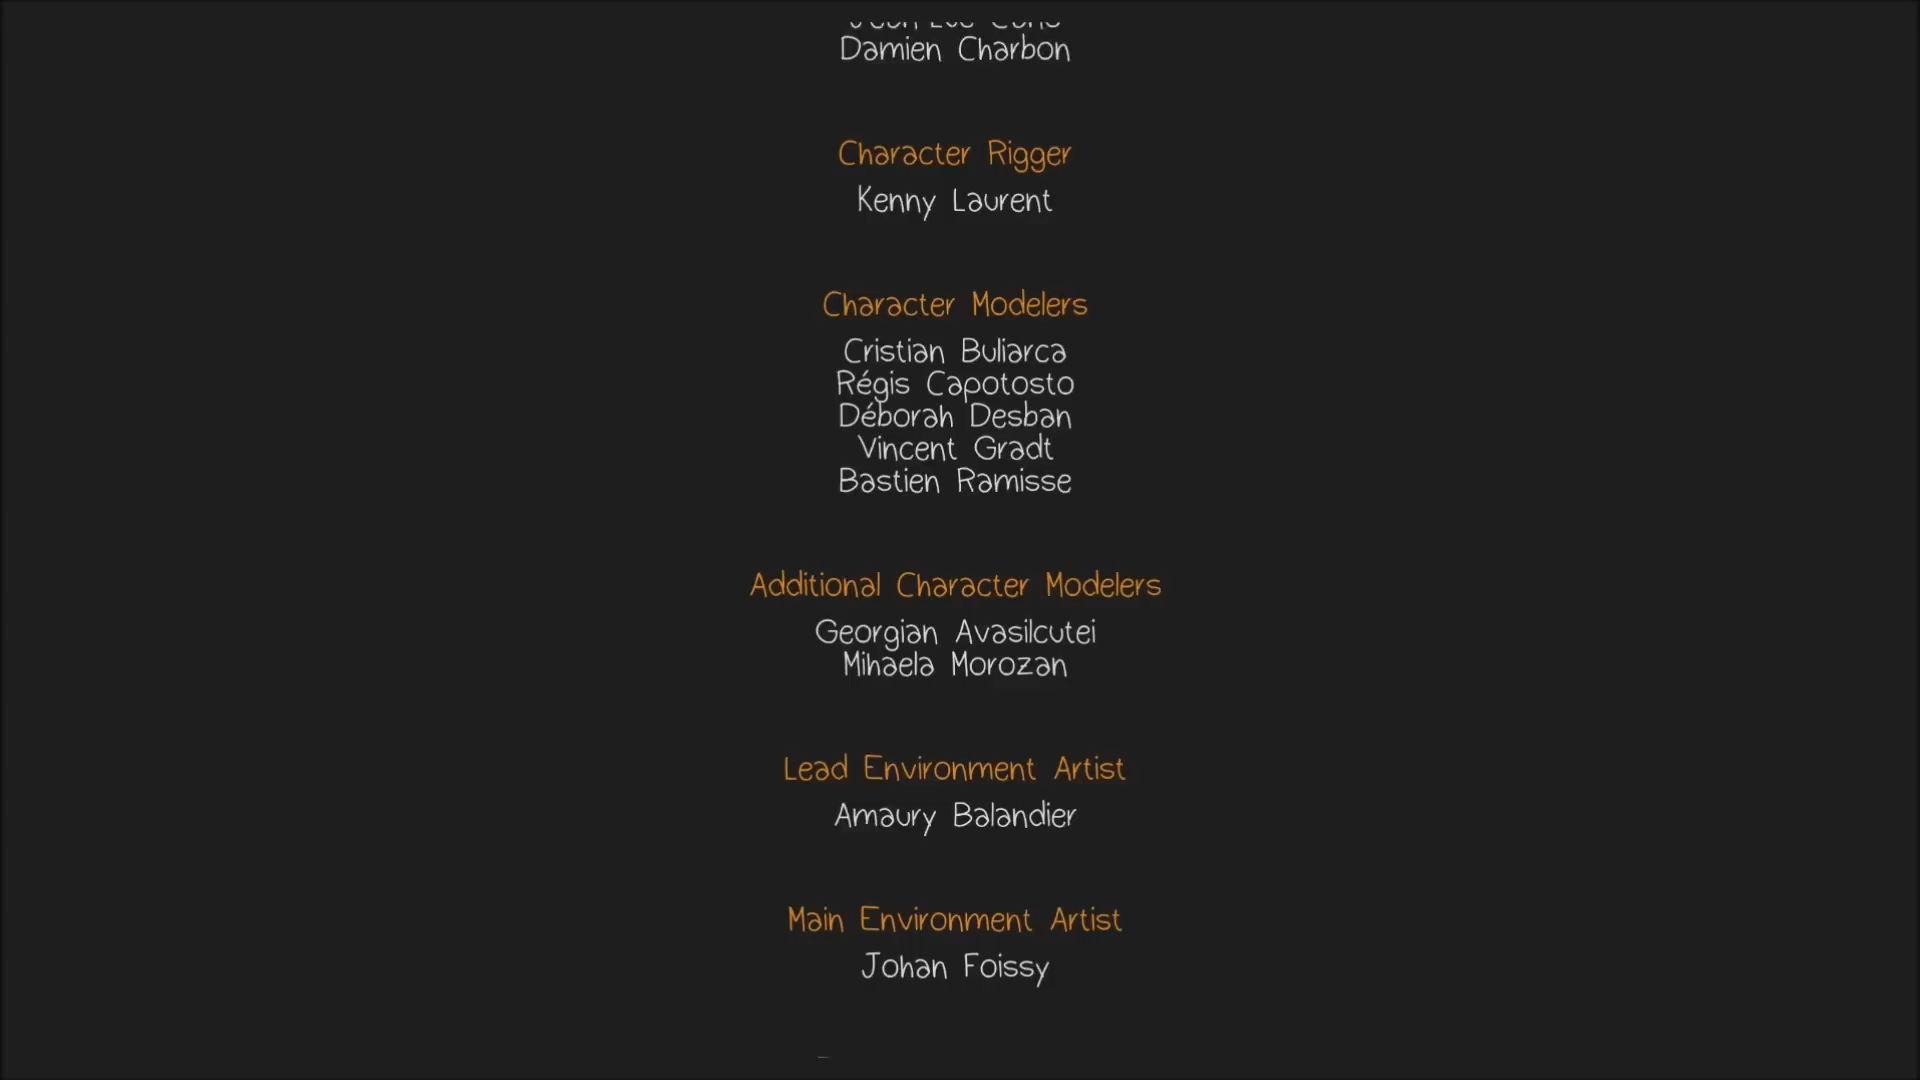 Damien Charbon
Character Rigger
Kenny Laurent
Character Modelers
Cristian Buliarca
Régis Capotosto
Déborah Desban
Vincent Gradt
Bastien Ramisse
Additional Character Modelers
Georgian Avasilcutei
Mihaela Morozan
Lead Environment Artist
Amaury Balandier
Main Environment Artist
Johan Foissy